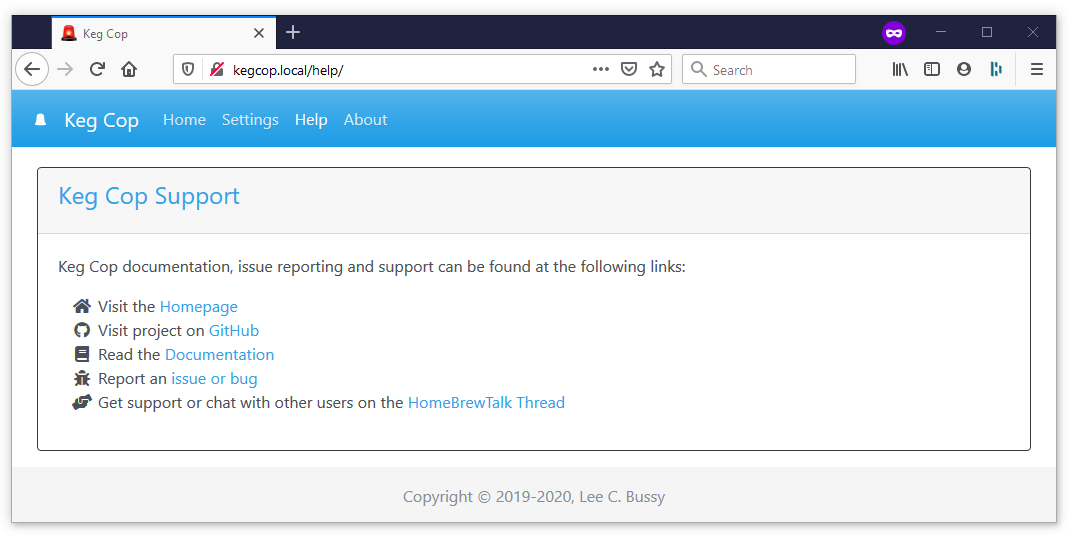 Keg Cop
kegcop.local/help/
Search
Keg Cop Home Settings Help About
Keg Cop Support
Keg Cop documentation, issue reporting and support can be found at the following links:
Visit the Homepage
Visit project on GitHub
Read the Documentation
Report an issue or bug
Get support or chat with other users on the HomeBrewTalk Thread
Copyright © 2019-2020, Lee C. Bussy